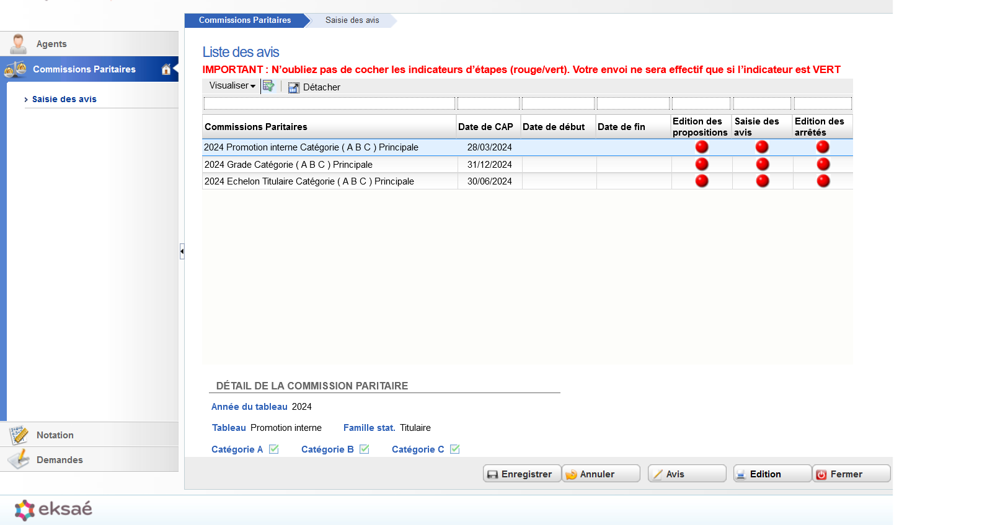 Commissions Paritaires
Saisie des avis
Agents
Commissions Paritaires
Saisie des avis
Notation
Demandes
Liste des avis
IMPORTANT : N’oubliez pas de cocher les indicateurs d’étapes (rouge/vert). Votre envoi ne sera effectif que si l’indicateur est VERT
Visualiser
Détacher
Commissions Paritaires Date de CAP Date de début Date de fin Edition des propositions Saisie des avis Edition des arrêtés
2024 Promotion interne Catégorie ( A B C ) Principale 28/03/2024
2024 Grade Catégorie ( A B C ) Principale 31/12/2024
2024 Echelon Titulaire Catégorie ( A B C ) Principale 30/06/2024
DÉTAIL DE LA COMMISSION PARITAIRE
Année du tableau 2024
Tableau Promotion interne Famille stat. Titulaire
Catégorie A Catégorie B Catégorie C
Enregistrer Annuler Avis Edition Fermer
eksaé